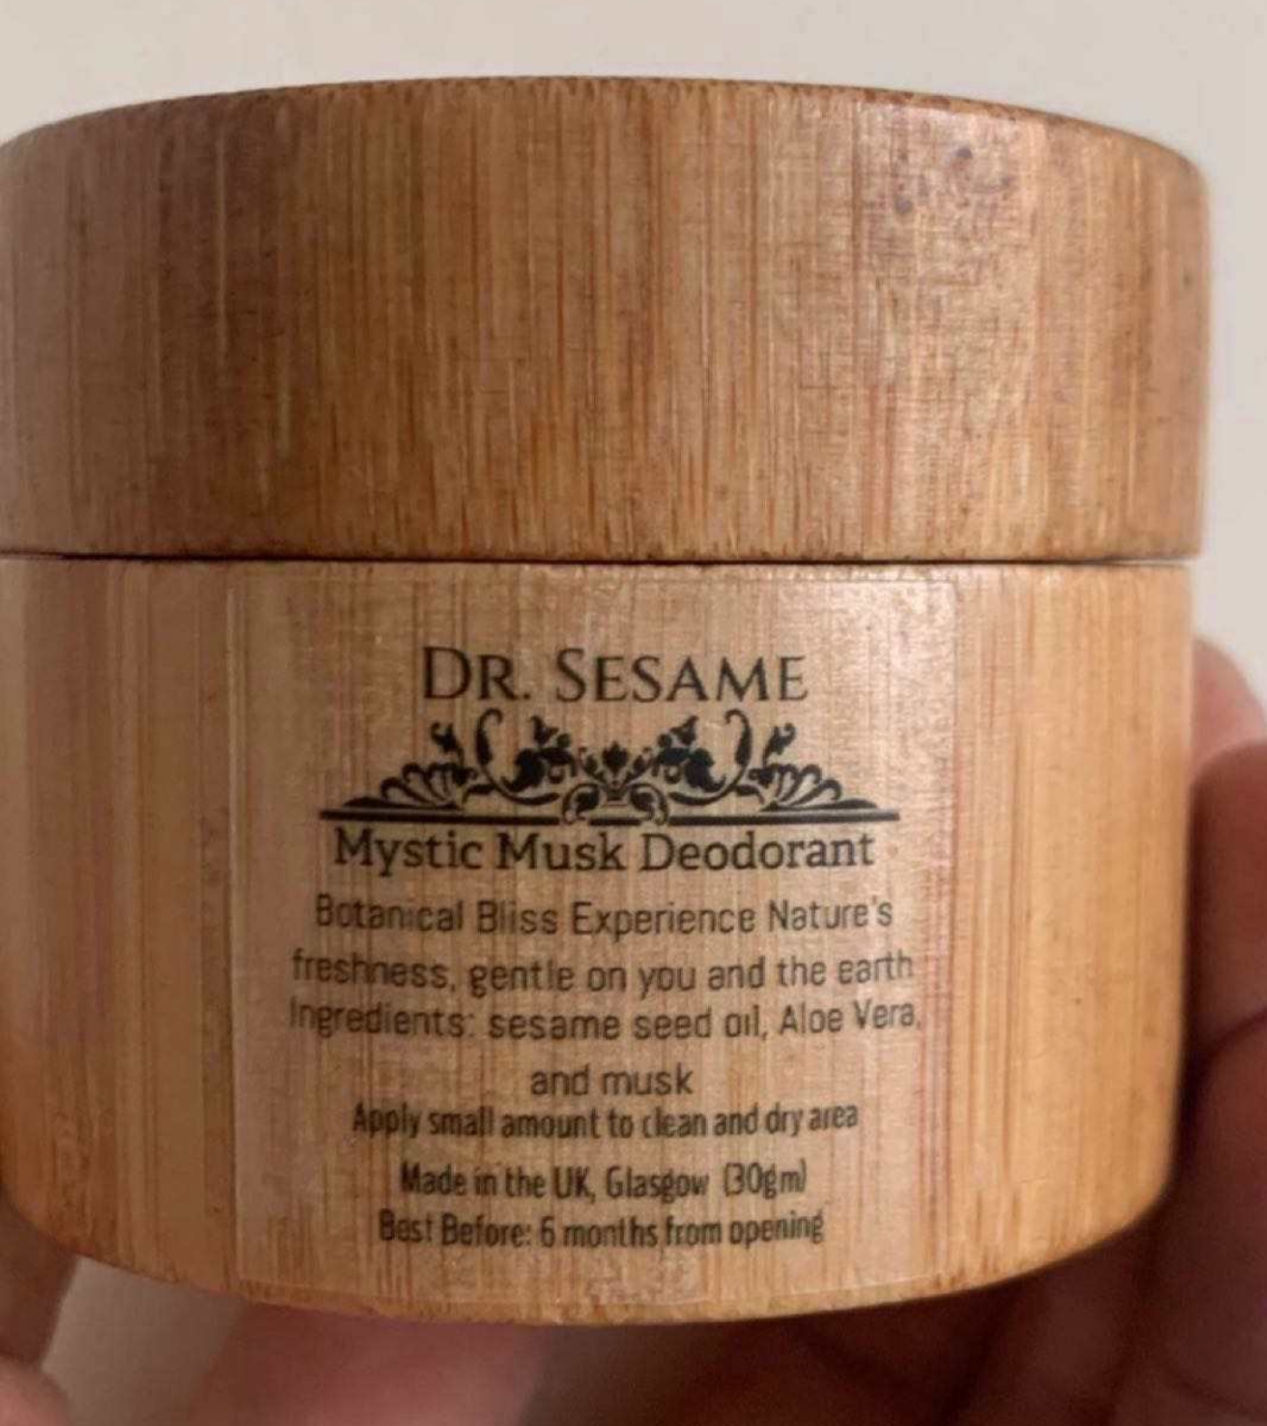 DR. SESAME
Mystic Musk Deodorant
Botanical Bliss Experience Nature's
freshness, gentle on you and the earth
Ingredients: sesame seed oil, Aloe Vera,
and musk
Apply small amount to clean and dry area
Made in the UK, Glasgow (30gm)
Best Before: 6 months from opening